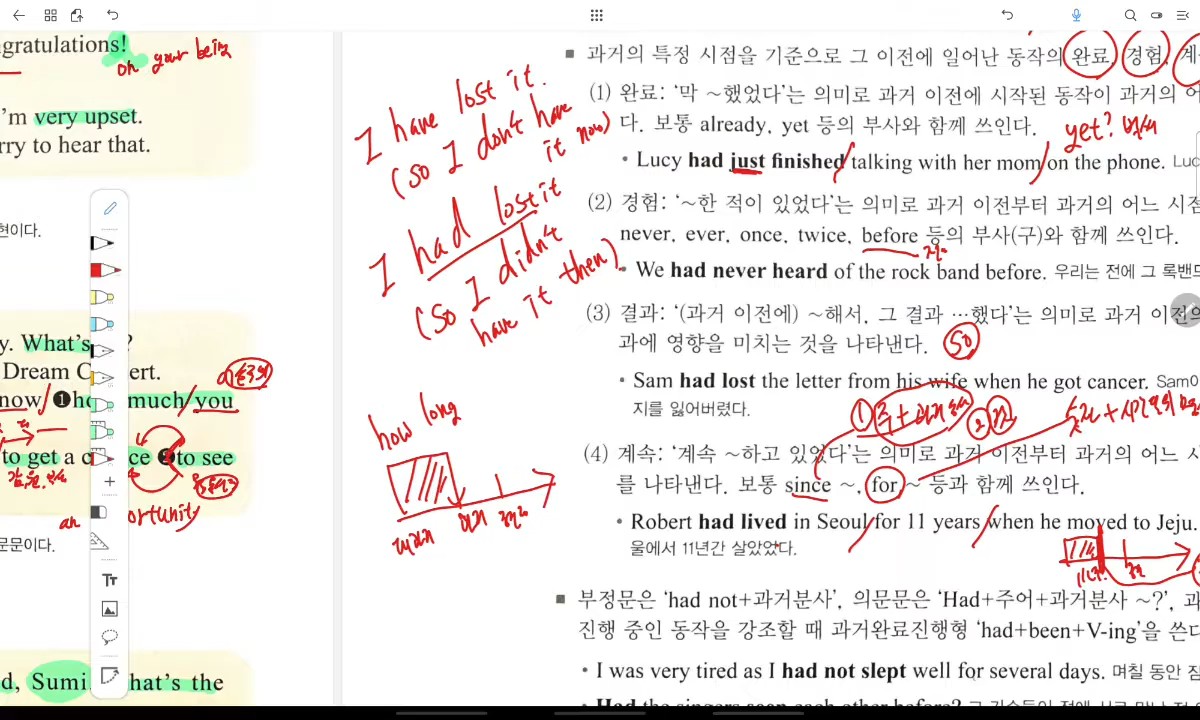 gratulations!
on your being
'm very upset.
rry to hear that.
현이다.
y. What's ?
Dream C ert.
now/ ❶ho much/you
to get a c ce ❷to see
an ortunity
문문이다.
d, Sumi. hat's the
Tт
I have lost it.
(so I don't have
it now)
I had lost it
(so I didn't
have it then)
how long
■ 과거의 특정 시점을 기준으로 그 이전에 일어난 동작의 완료, 경험, 계
(1) 완료: '막 ~했었다'는 의미로 과거 이전에 시작된 동작이 과거의 어
다. 보통 already, yet 등의 부사와 함께 쓰인다.
yet?
• Lucy had just finished/talking with her mom/on the phone. Luc
(2) 경험: '~한 적이 있었다'는 의미로 과거 이전부터 과거의 어느 시점
never, ever, once, twice, before 등의 부사(구)와 함께 쓰인다.
• We had never heard of the rock band before. 우리는 전에 그 록밴드
(3) 결과: '(과거 이전에) ~해서, 그 결과 …했다'는 의미로 과거 이전의
과에 영향을 미치는 것을 나타낸다. so
• Sam had lost the letter from his wife when he got cancer. Sam이
지를 잃어버렸다.
(4) 계속: '계속 ~하고 있었다'는 의미로 과거 이전부터 과거의 어느 시
를 나타낸다. 보통 since ~, for ~ 등과 함께 쓰인다.
• Robert had lived in Seoul/for 11 years/when he moved to Jeju.
울에서 11년간 살았었다.
■ 부정문은 'had not+과거분사', 의문문은 'Had+주어+과거분사 ~?', 과
진행 중인 동작을 강조할 때 과거완료진행형 'had+been+V-ing'을 쓴다
• I was very tired as I had not slept well for several days. 며칠 동안 잠